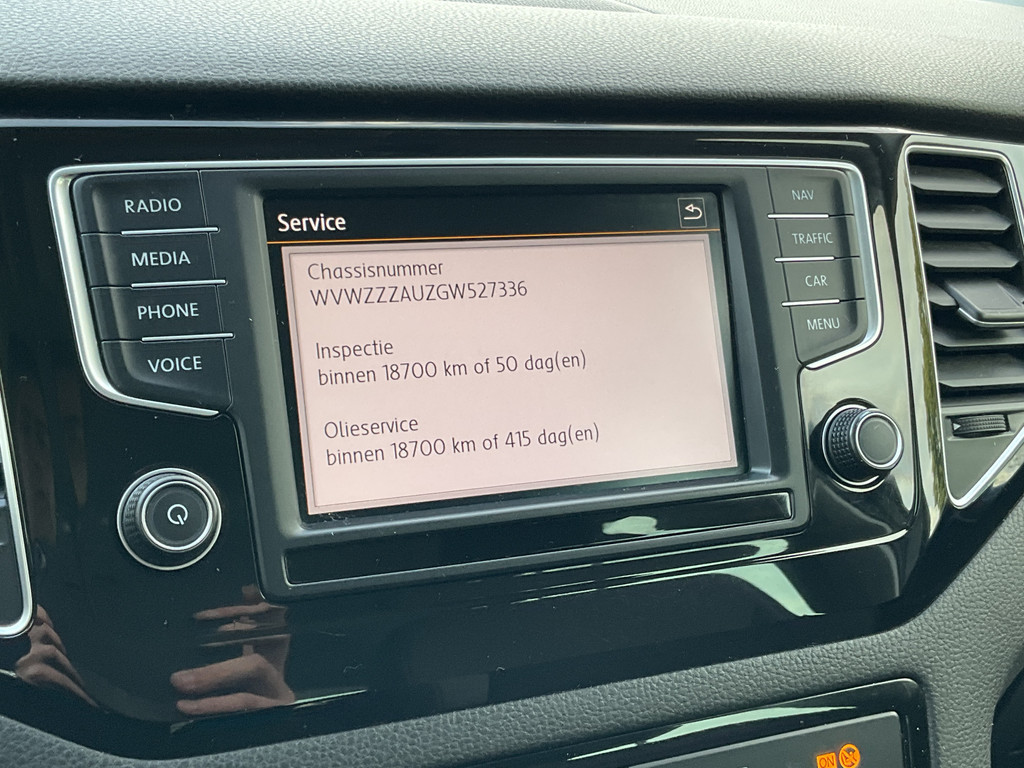 RADIO
MEDIA
PHONE
VOICE
Service
Chassisnummer
WVWZZZAUZGW527336
Inspectie
binnen 18700 km of 50 dag(en)
Olieservice
binnen 18700 km of 415 dag(en)
NAV
TRAFFIC
CAR
MENU
ON